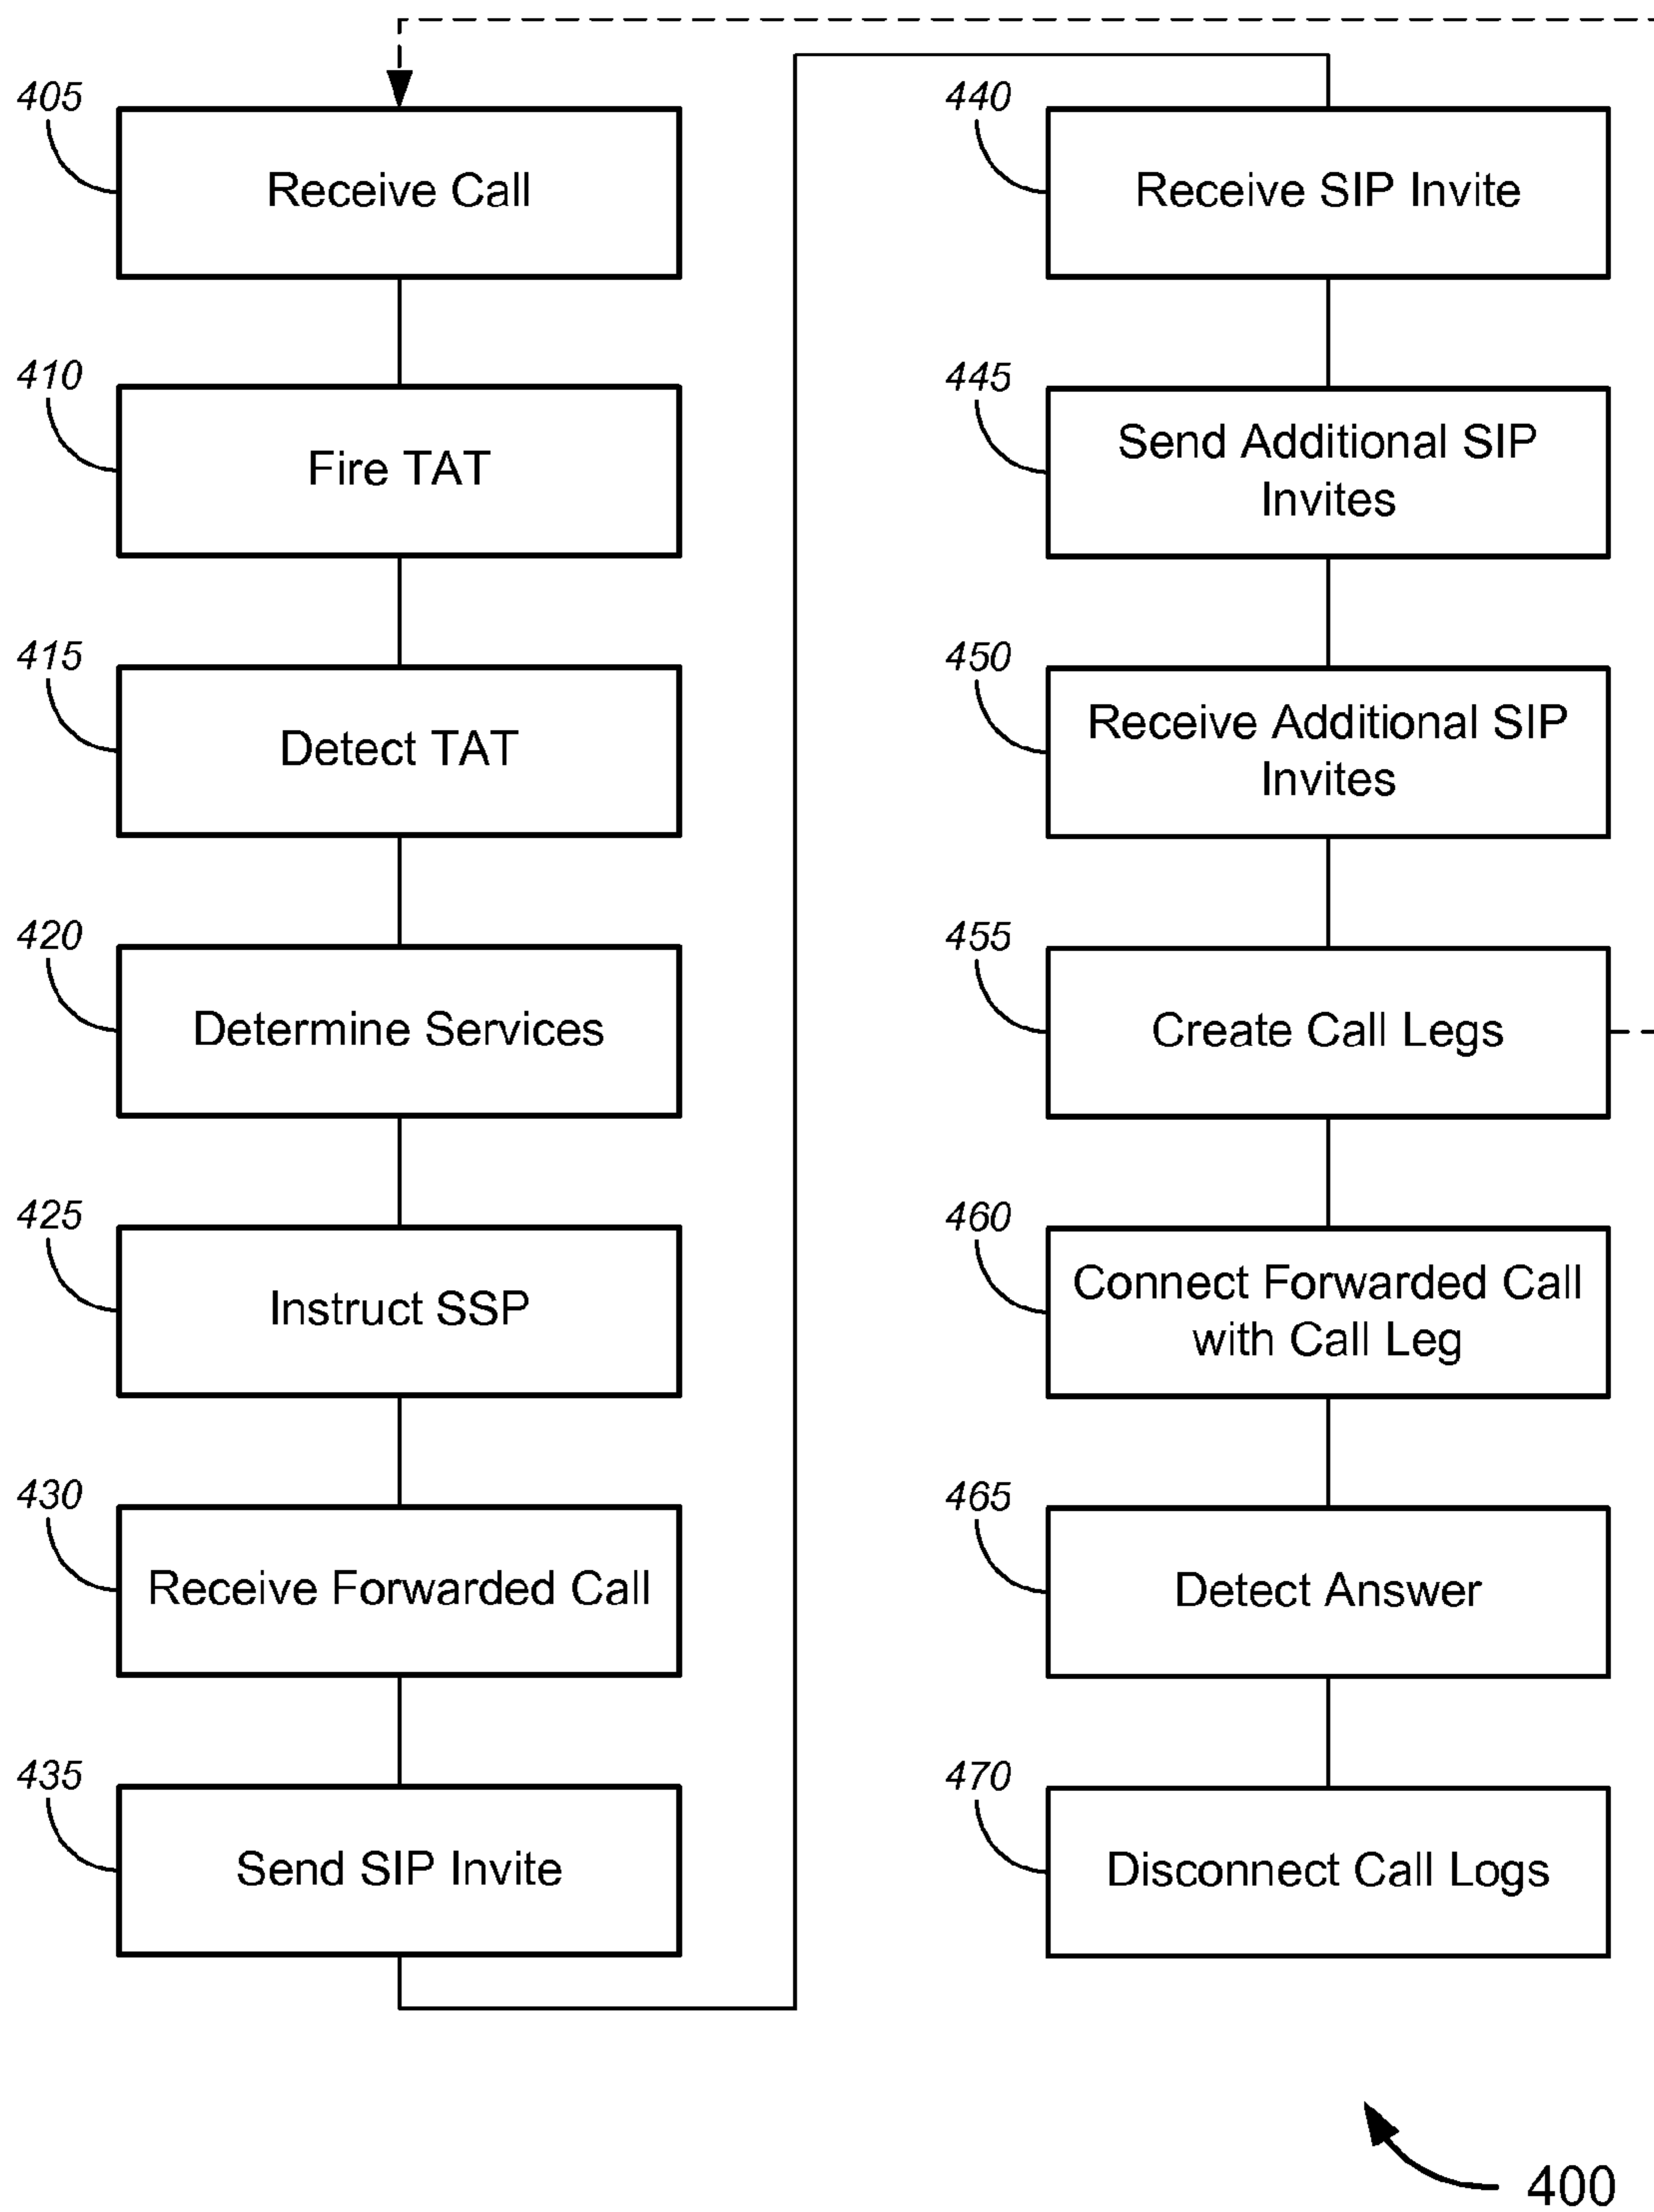 405
Receive Call
410
Fire TAT
415
Detect TAT
420
Determine Services
425
Instruct SSP
430
Receive Forwarded Call
435
Send SIP Invite
440
Receive SIP Invite
445
Send Additional SIP
Invites
450
Receive Additional SIP
Invites
455
Create Call Legs
460
Connect Forwarded Call
with Call Leg
465
Detect Answer
470
Disconnect Call Logs
400